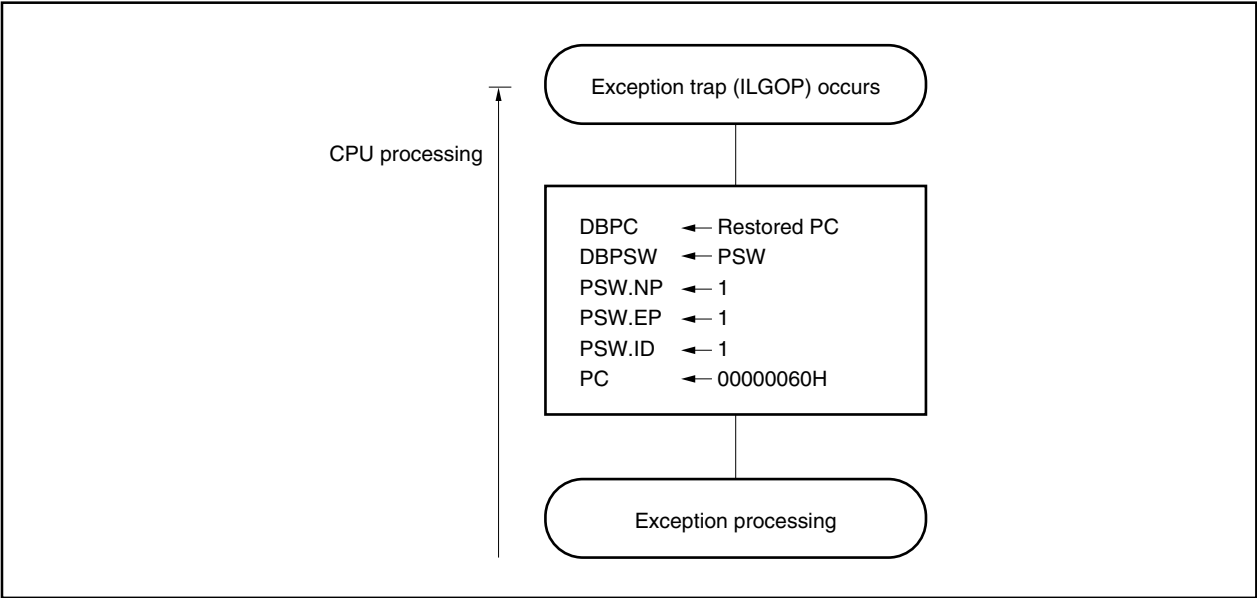 Exception trap (ILGOP) occurs
CPU processing
DBPC ← Restored PC
DBPSW ← PSW
PSW.NP ← 1
PSW.EP ← 1
PSW.ID ← 1
PC ← 00000060H
Exception processing